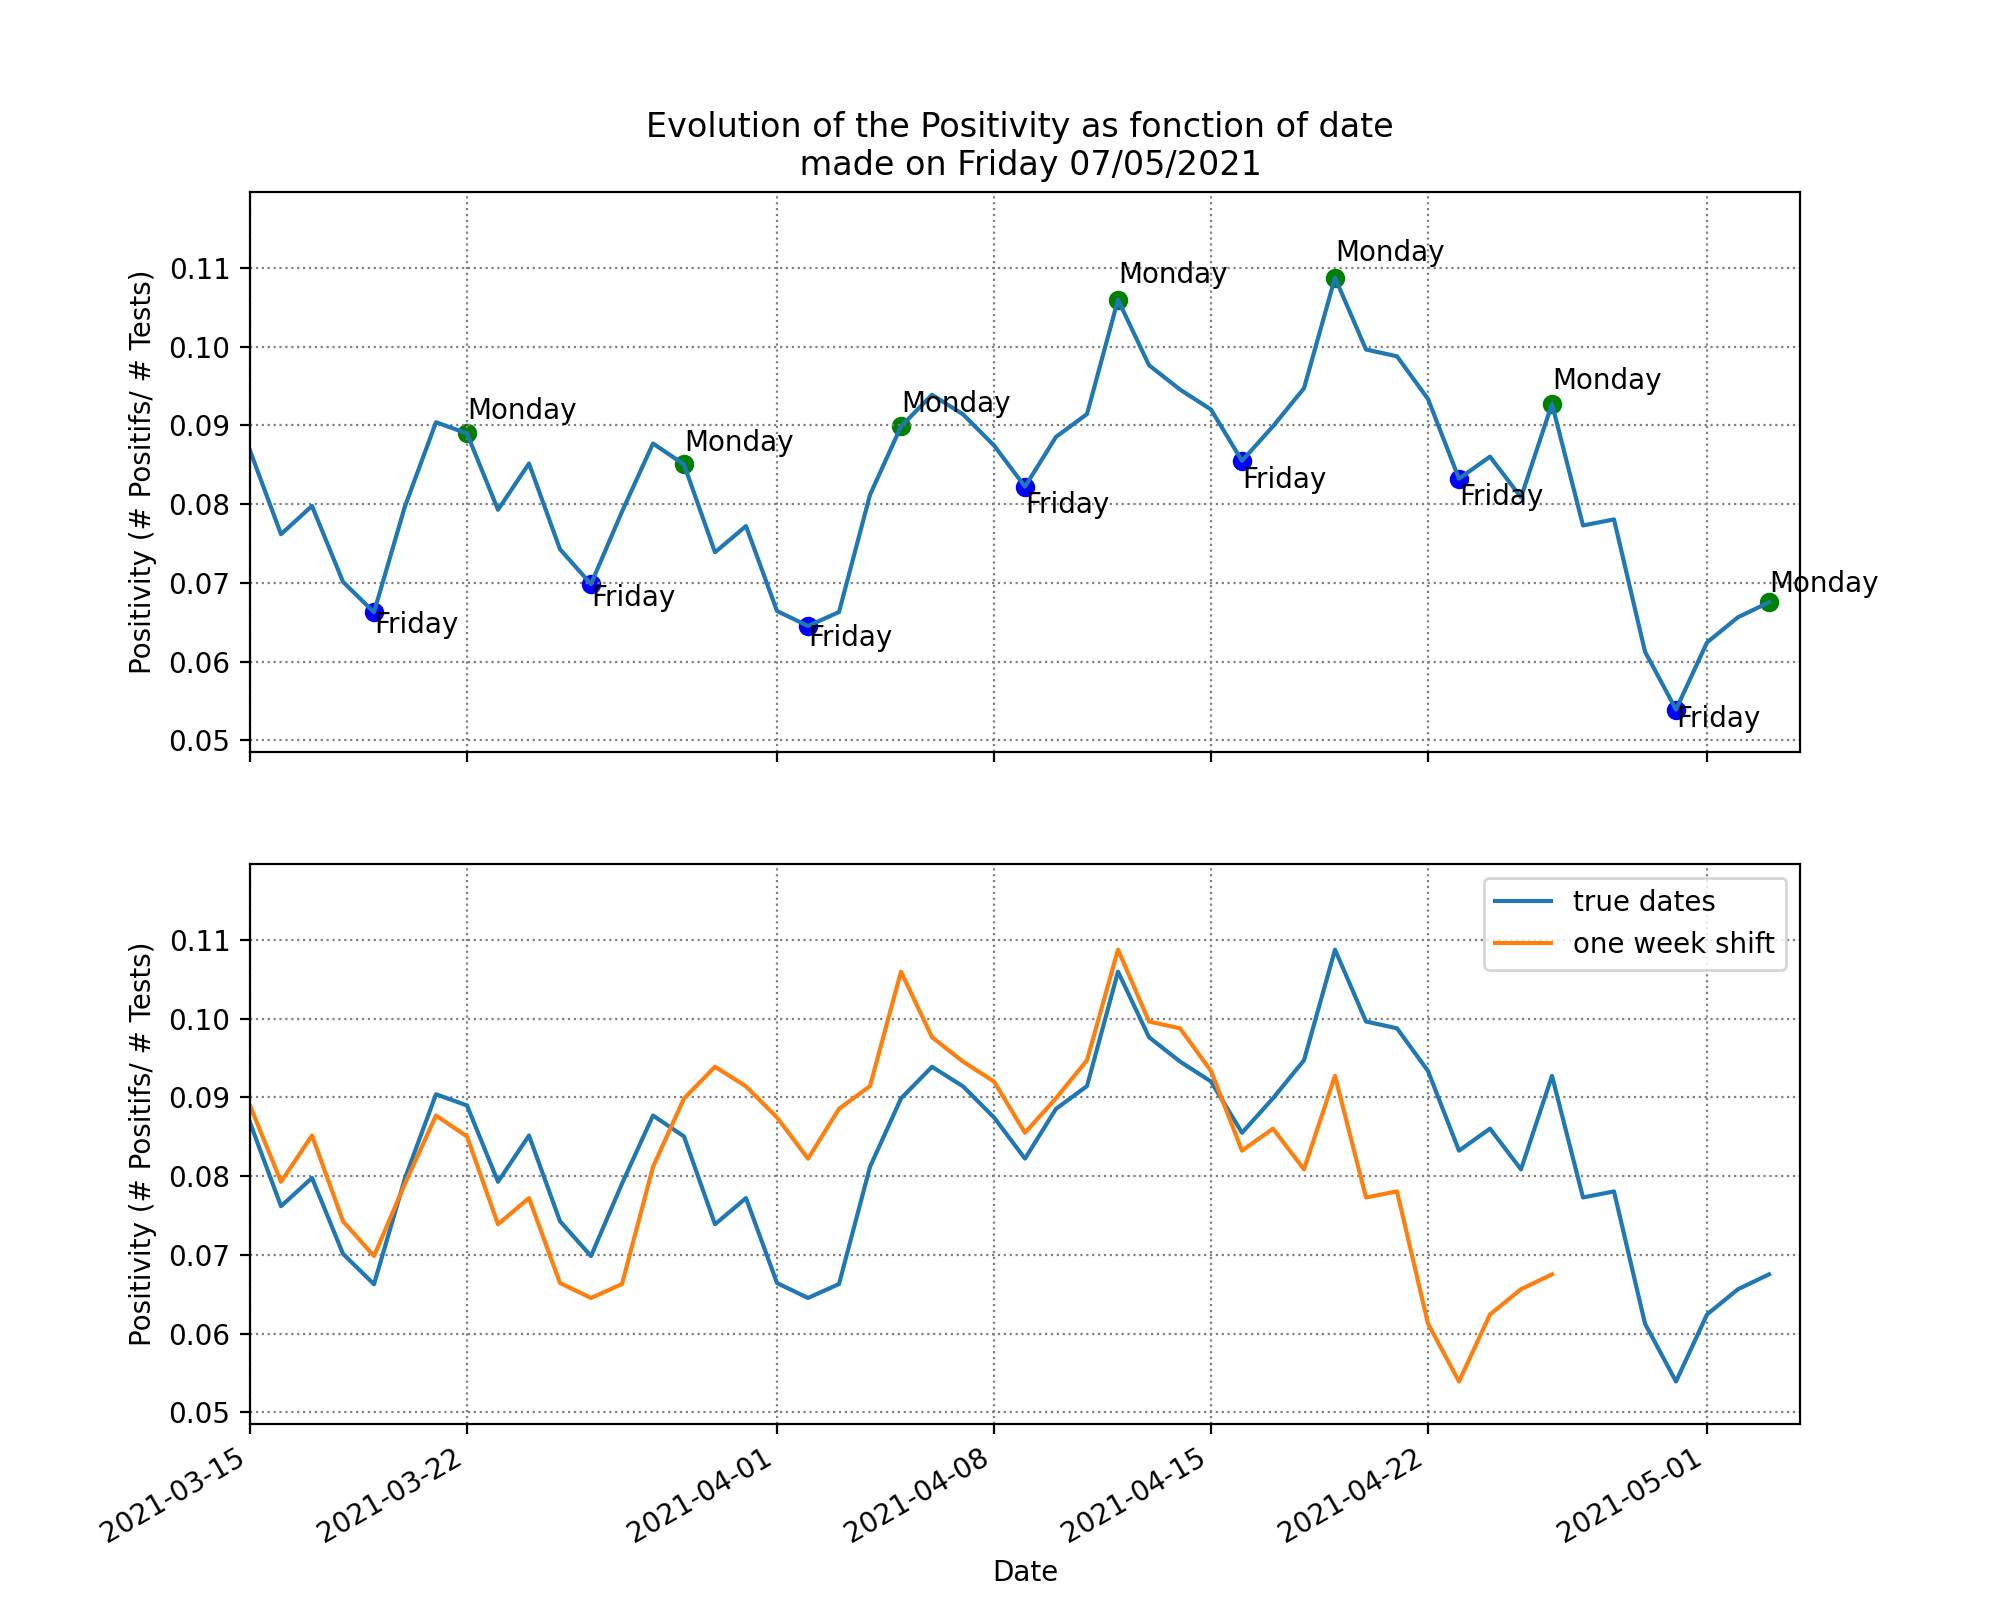 Evolution of the Positivity as fonction of date
made on Friday 07/05/2021
Positivity (# Positifs/ # Tests)
0.11
0.10
0.09
0.08
0.07
0.06
0.05
Monday
Monday
Monday
Monday
Monday
Monday
Monday
Friday
Friday
Friday
Friday
Friday
Friday
Friday
Positivity (# Positifs/ # Tests)
0.11
0.10
0.09
0.08
0.07
0.06
0.05
true dates
one week shift
2021-03-15
2021-03-22
2021-04-01
2021-04-08
2021-04-15
2021-04-22
2021-05-01
Date